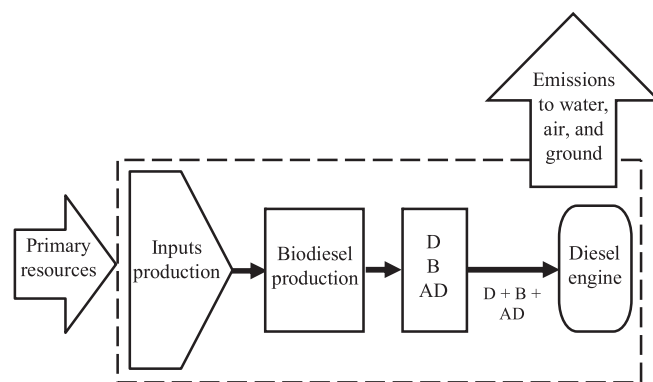 Emissions
to water,
air, and
ground
Primary
resources
Inputs
production
Biodiesel
production
D
B
AD
D + B +
AD
Diesel
engine